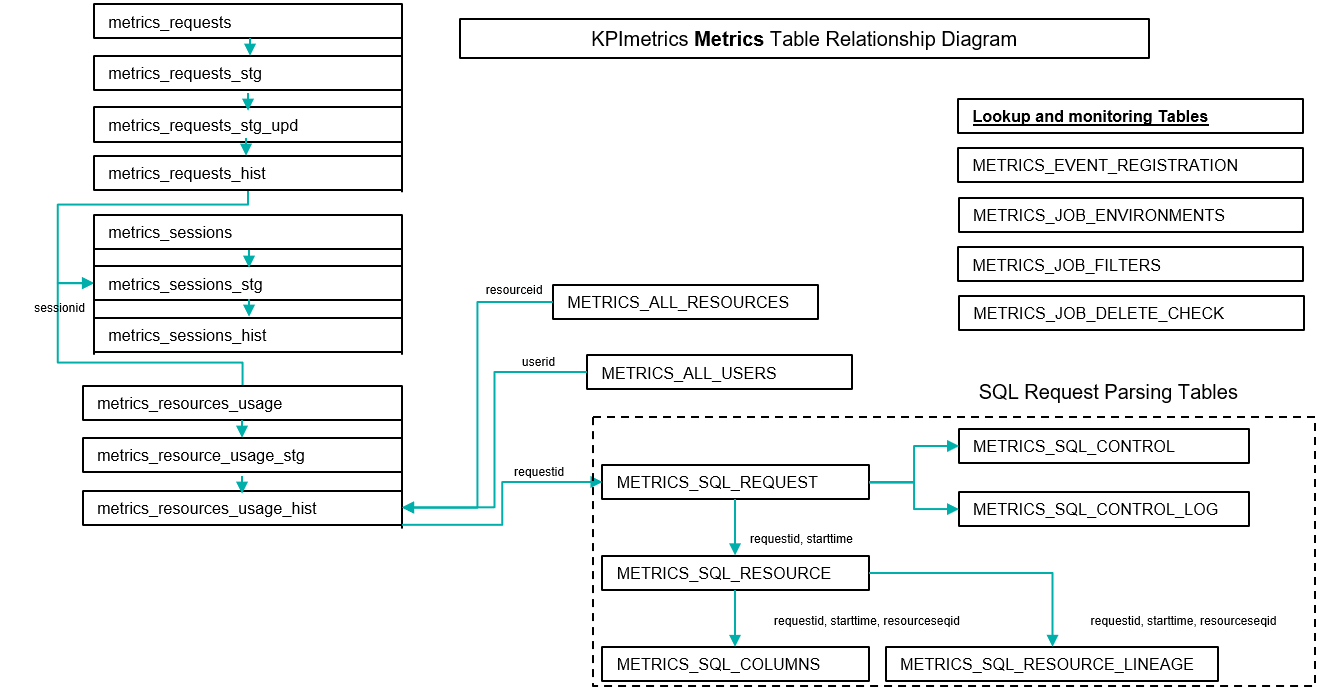 KPImetrics Metrics Table Relationship Diagram
metrics_requests
metrics_requests_stg
metrics_requests_stg_upd
metrics_requests_hist
metrics_sessions
metrics_sessions_stg
sessionid
metrics_sessions_hist
metrics_resources_usage
metrics_resource_usage_stg
metrics_resources_usage_hist
resourceid
METRICS_ALL_RESOURCES
userid
METRICS_ALL_USERS
requestid
Lookup and monitoring Tables
METRICS_EVENT_REGISTRATION
METRICS_JOB_ENVIRONMENTS
METRICS_JOB_FILTERS
METRICS_JOB_DELETE_CHECK
SQL Request Parsing Tables
METRICS_SQL_REQUEST
METRICS_SQL_CONTROL
METRICS_SQL_CONTROL_LOG
requestid, starttime
METRICS_SQL_RESOURCE
requestid, starttime, resourceseqid
requestid, starttime, resourceseqid
METRICS_SQL_COLUMNS
METRICS_SQL_RESOURCE_LINEAGE